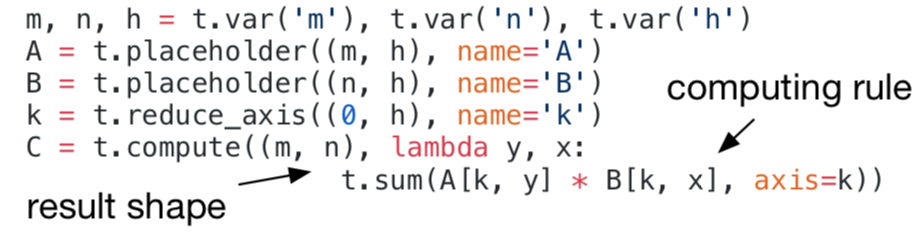 m, n, h = t.var('m'), t.var('n'), t.var('h')
A = t.placeholder((m, h), name='A')
B = t.placeholder((n, h), name='B')
k = t.reduce_axis((0, h), name='k')
computing rule
C = t.compute((m, n), lambda y, x:
t.sum(A[k, y] * B[k, x], axis=k))
result shape